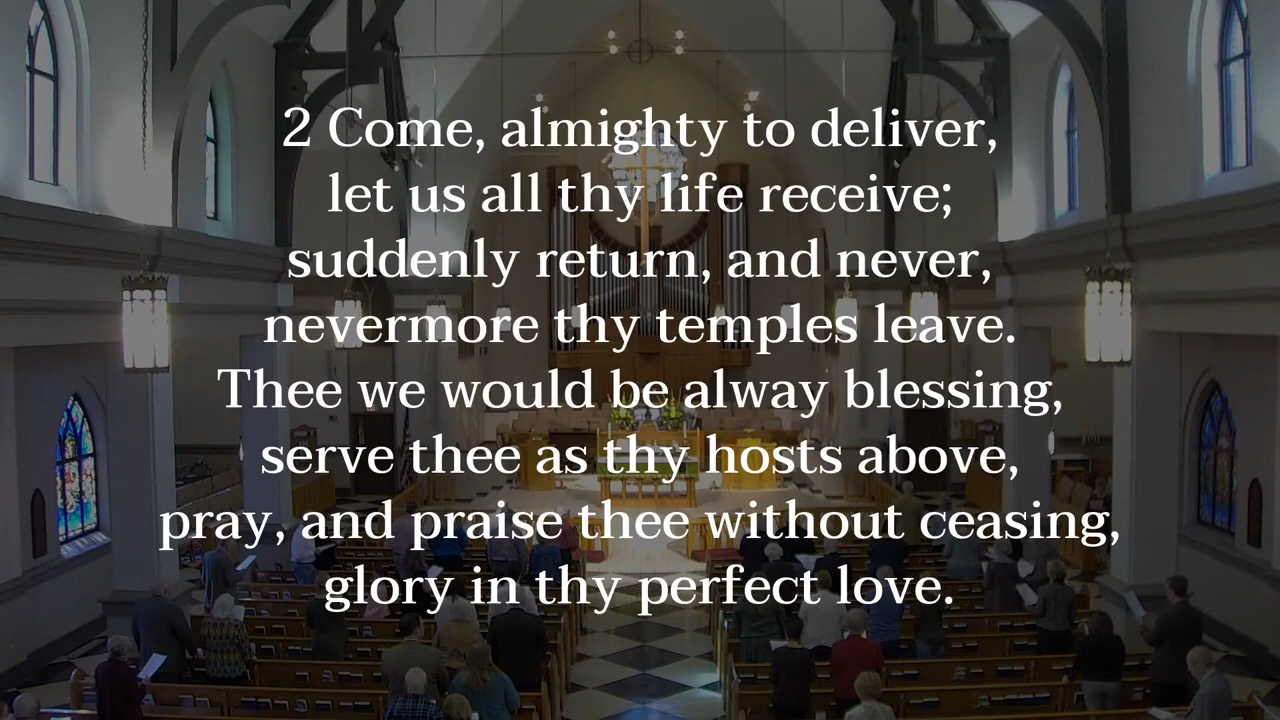 2 Come, almighty to deliver,
let us all thy life receive;
suddenly return, and never,
nevermore thy temples leave.
Thee we would be alway blessing,
serve thee as thy hosts above,
pray, and praise thee without ceasing,
glory in thy perfect love.